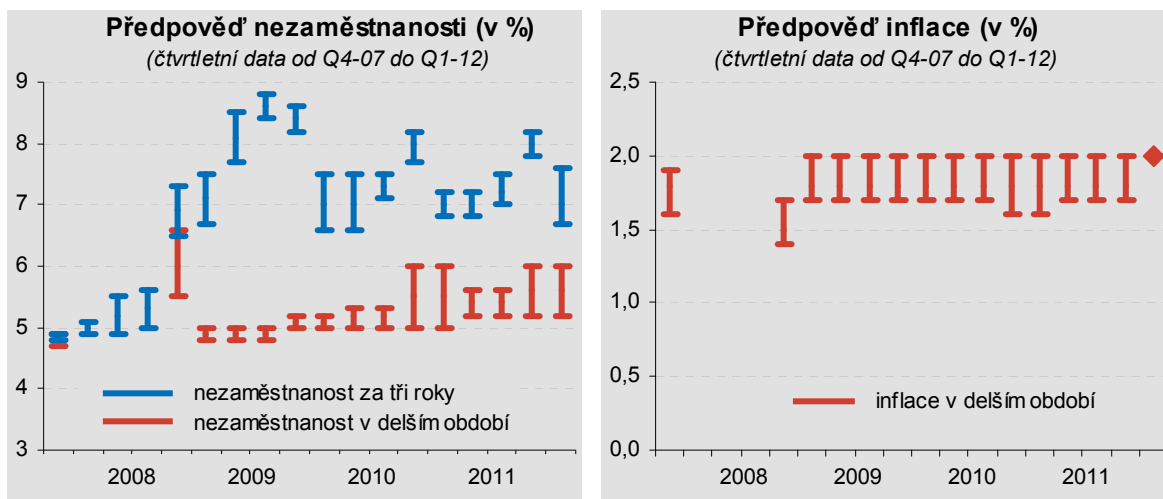 Předpověď nezaměstnanosti (v %)
(čtvrtletní data od Q4-07 do Q1-12)
9
8
7
6
5
4
3
nezaměstnanost za tři roky
nezaměstnanost v delším období
2008 2009 2010 2011
Předpověď inflace (v %)
(čtvrtletní data od Q4-07 do Q1-12)
2,5
2,0
1,5
1,0
0,5
0,0
inflace v delším období
2008 2009 2010 2011